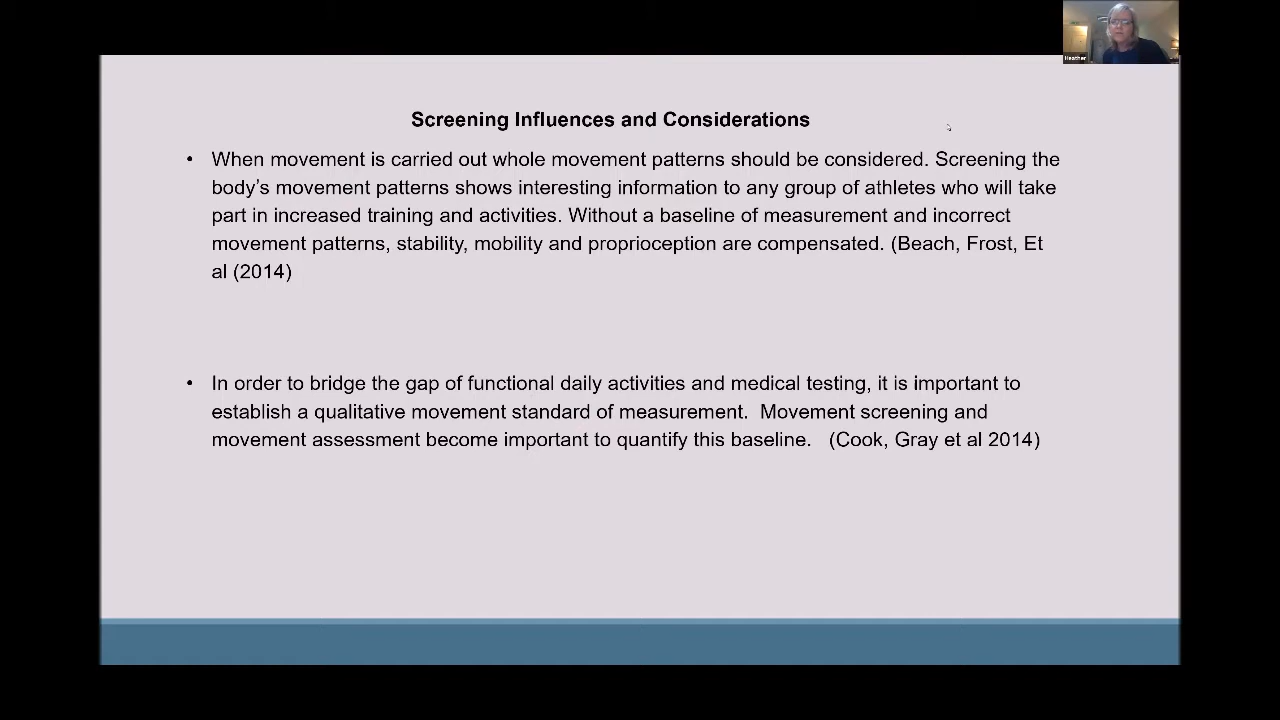 Heather
Screening Influences and Considerations
• When movement is carried out whole movement patterns should be considered. Screening the
body’s movement patterns shows interesting information to any group of athletes who will take
part in increased training and activities. Without a baseline of measurement and incorrect
movement patterns, stability, mobility and proprioception are compensated. (Beach, Frost, Et
al (2014)
• In order to bridge the gap of functional daily activities and medical testing, it is important to
establish a qualitative movement standard of measurement.  Movement screening and
movement assessment become important to quantify this baseline.   (Cook, Gray et al 2014)